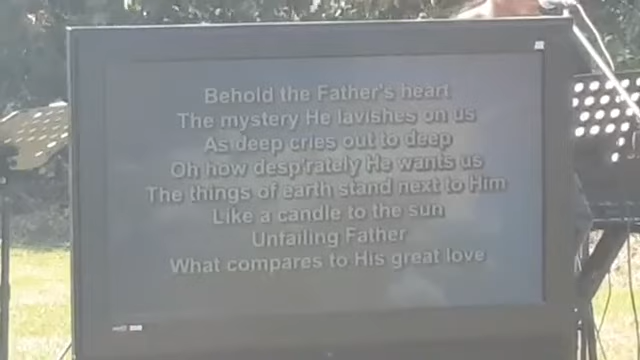 Behold the Father's heart
The mystery He lavishes on us
As deep cries out to deep
Oh how desp'rately He wants us
The things of earth stand next to Him
Like a candle to the sun
Unfailing Father
What compares to His great love